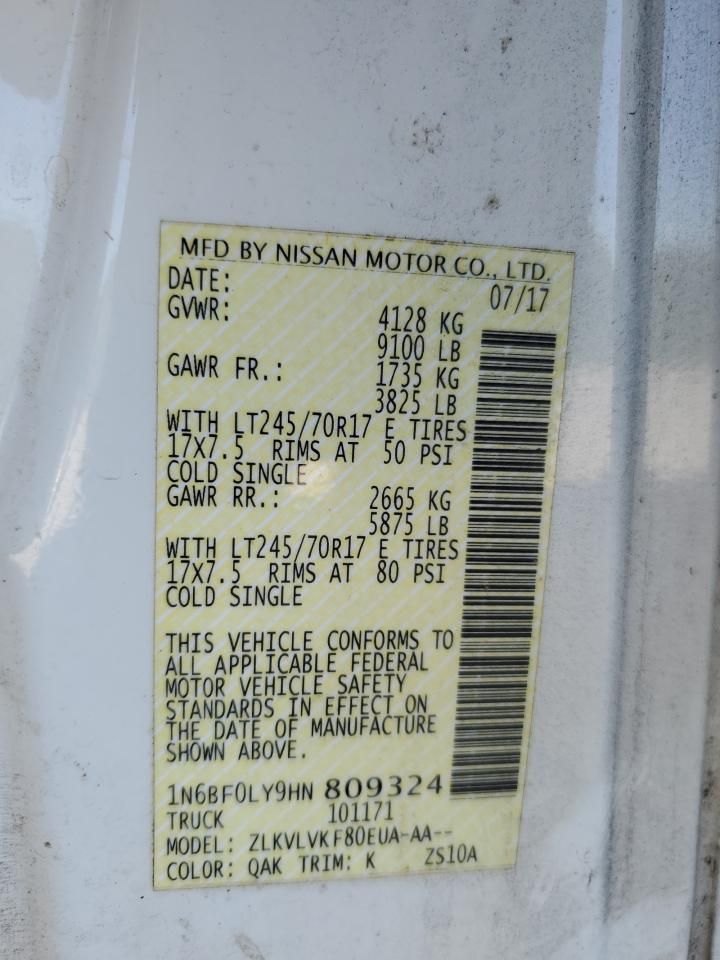 MFD BY NISSAN MOTOR CO., LTD.
DATE: 07/17
GVWR: 4128 KG
9100 LB
GAWR FR.: 1735 KG
3825 LB
WITH LT245/70R17 E TIRES
17X7.5 RIMS AT 50 PSI
COLD SINGLE
GAWR RR.: 2665 KG
5875 LB
WITH LT245/70R17 E TIRES
17X7.5 RIMS AT 80 PSI
COLD SINGLE
THIS VEHICLE CONFORMS TO
ALL APPLICABLE FEDERAL
MOTOR VEHICLE SAFETY
STANDARDS IN EFFECT ON
THE DATE OF MANUFACTURE
SHOWN ABOVE.
1N6BF0LY9HN 809324
TRUCK 101171
MODEL: ZLKVLVKF80EUA-AA--
COLOR: QAK TRIM: K ZS10A